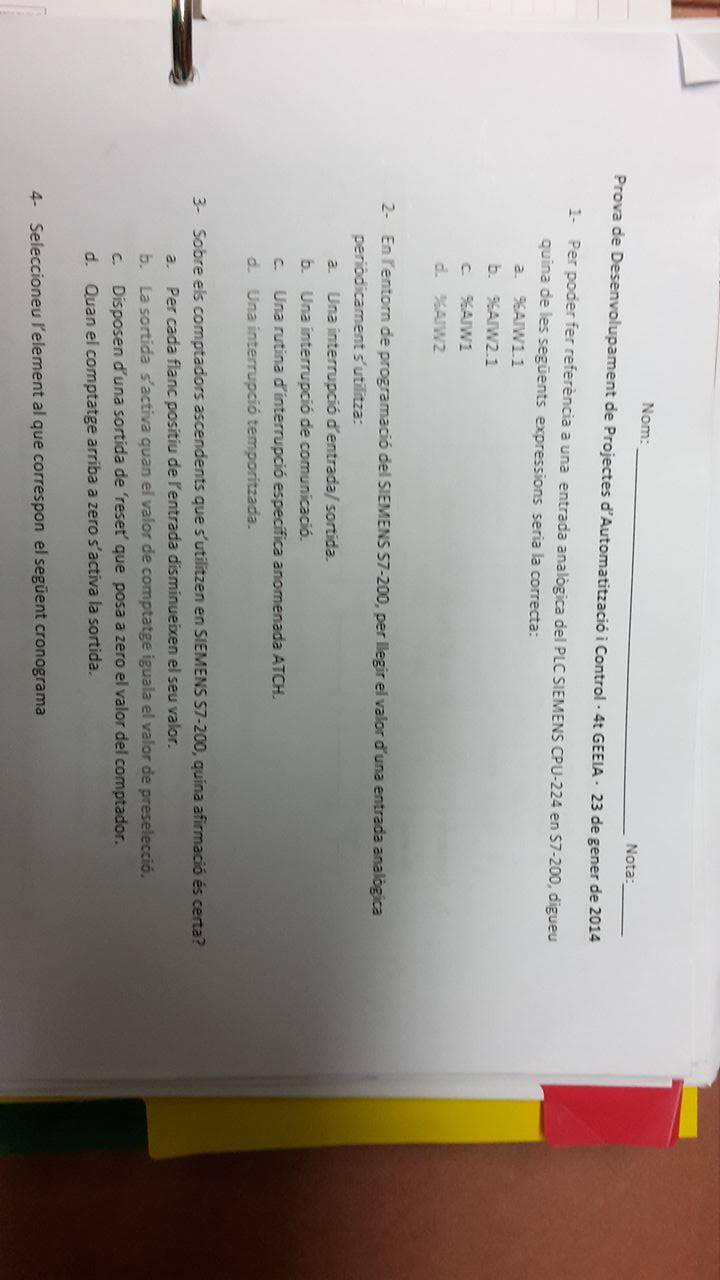 Nom: ____________________ Nota: ______
Prova de Desenvolupament de Projectes d'Automatització i Control · 4t GEEIA · 23 de gener de 2014
1- Per poder fer referència a una entrada analògica del PLC SIEMENS CPU-224 en S7-200, digueu
quina de les següents expressions seria la correcta:
a. %AIW1.1
b. %AIW2.1
c. %AIW1
d. %AIW2
2- En l'entorn de programació del SIEMENS S7-200, per llegir el valor d'una entrada analògica
periòdicament s'utilitza:
a. Una interrupció d'entrada/ sortida.
b. Una interrupció de comunicació.
c. Una rutina d'interrupció específica anomenada ATCH.
d. Una interrupció temporitzada.
3- Sobre els comptadors ascendents que s'utilitzen en SIEMENS S7-200, quina afirmació és certa?
a. Per cada flanc positiu de l'entrada disminueixen el seu valor.
b. La sortida s'activa quan el valor de comptatge iguala el valor de preselecció.
c. Disposen d'una sortida de 'reset' que posa a zero el valor del comptador.
d. Quan el comptatge arriba a zero s'activa la sortida.
4- Seleccioneu l'element al que correspon el següent cronograma